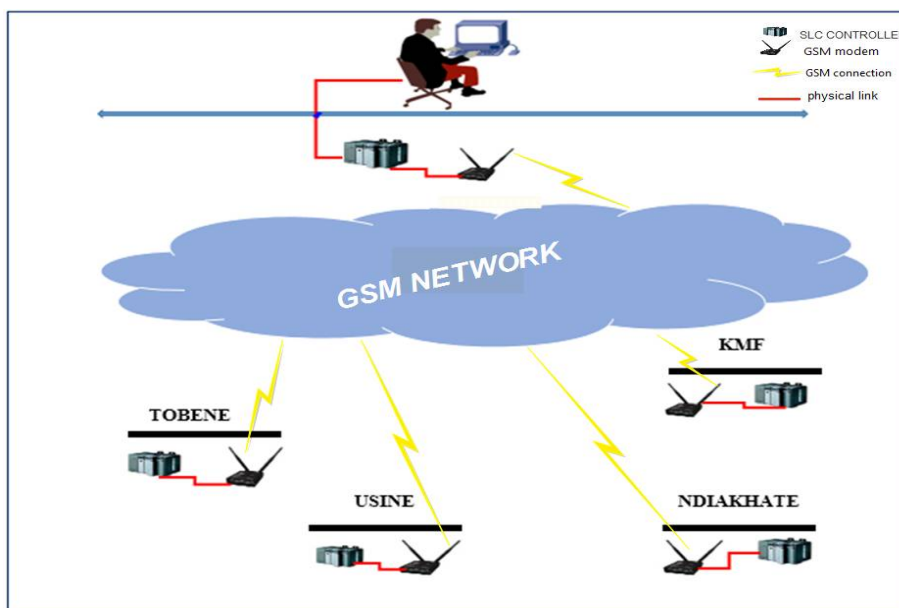 SLC CONTROLLE
GSM modem
GSM connection
physical link
GSM NETWORK
KMF
TOBENE
USINE
NDIAKHATE